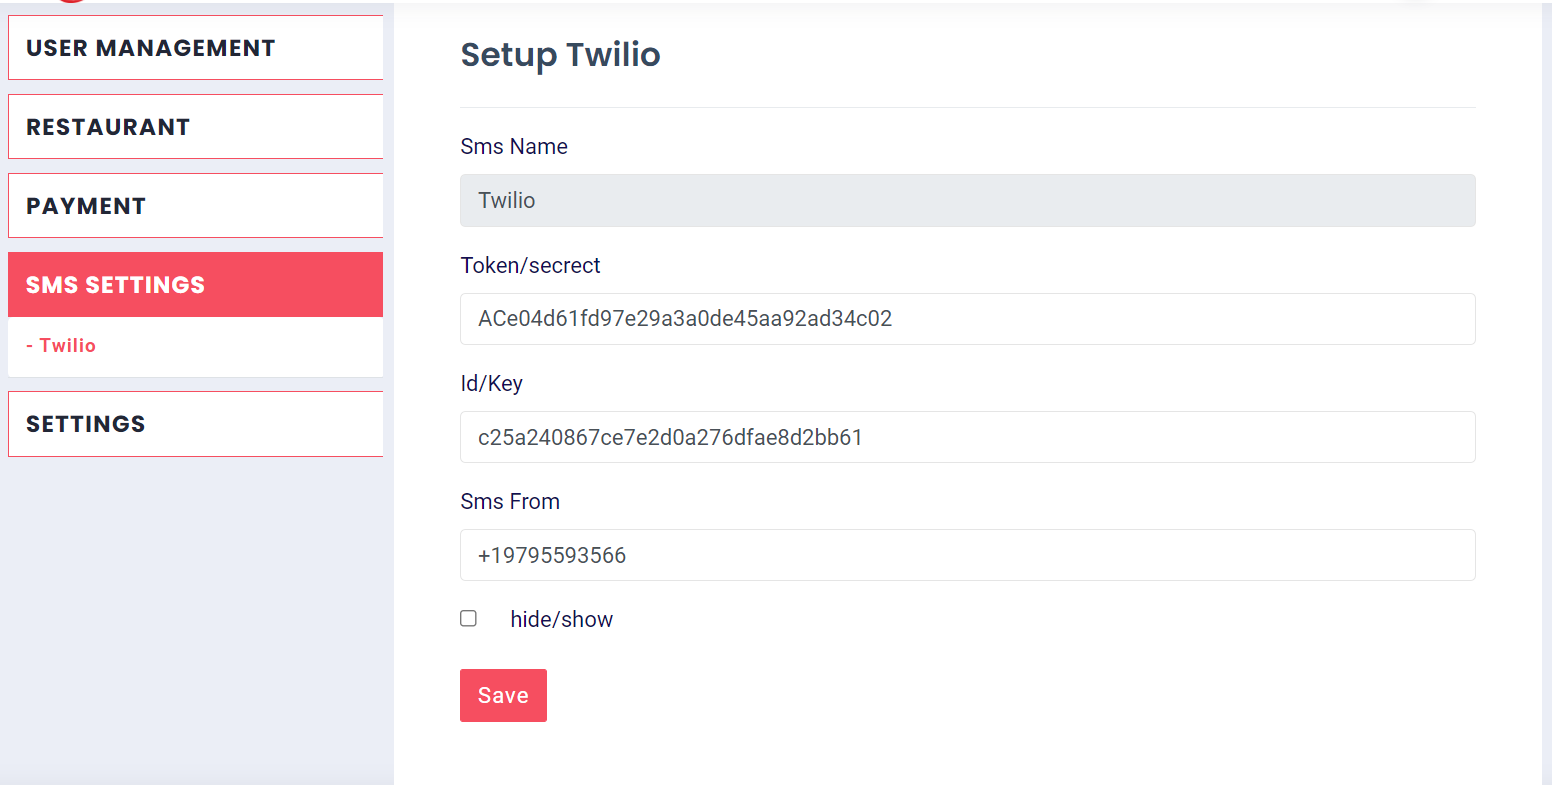 USER MANAGEMENT
RESTAURANT
PAYMENT
SMS SETTINGS
- Twilio
SETTINGS
Setup Twilio
Sms Name
Twilio
Token/secrect
ACe04d61fd97e29a3a0de45aa92ad34c02
Id/Key
c25a240867ce7e2d0a276dfae8d2bb61
Sms From
+19795593566
hide/show
Save